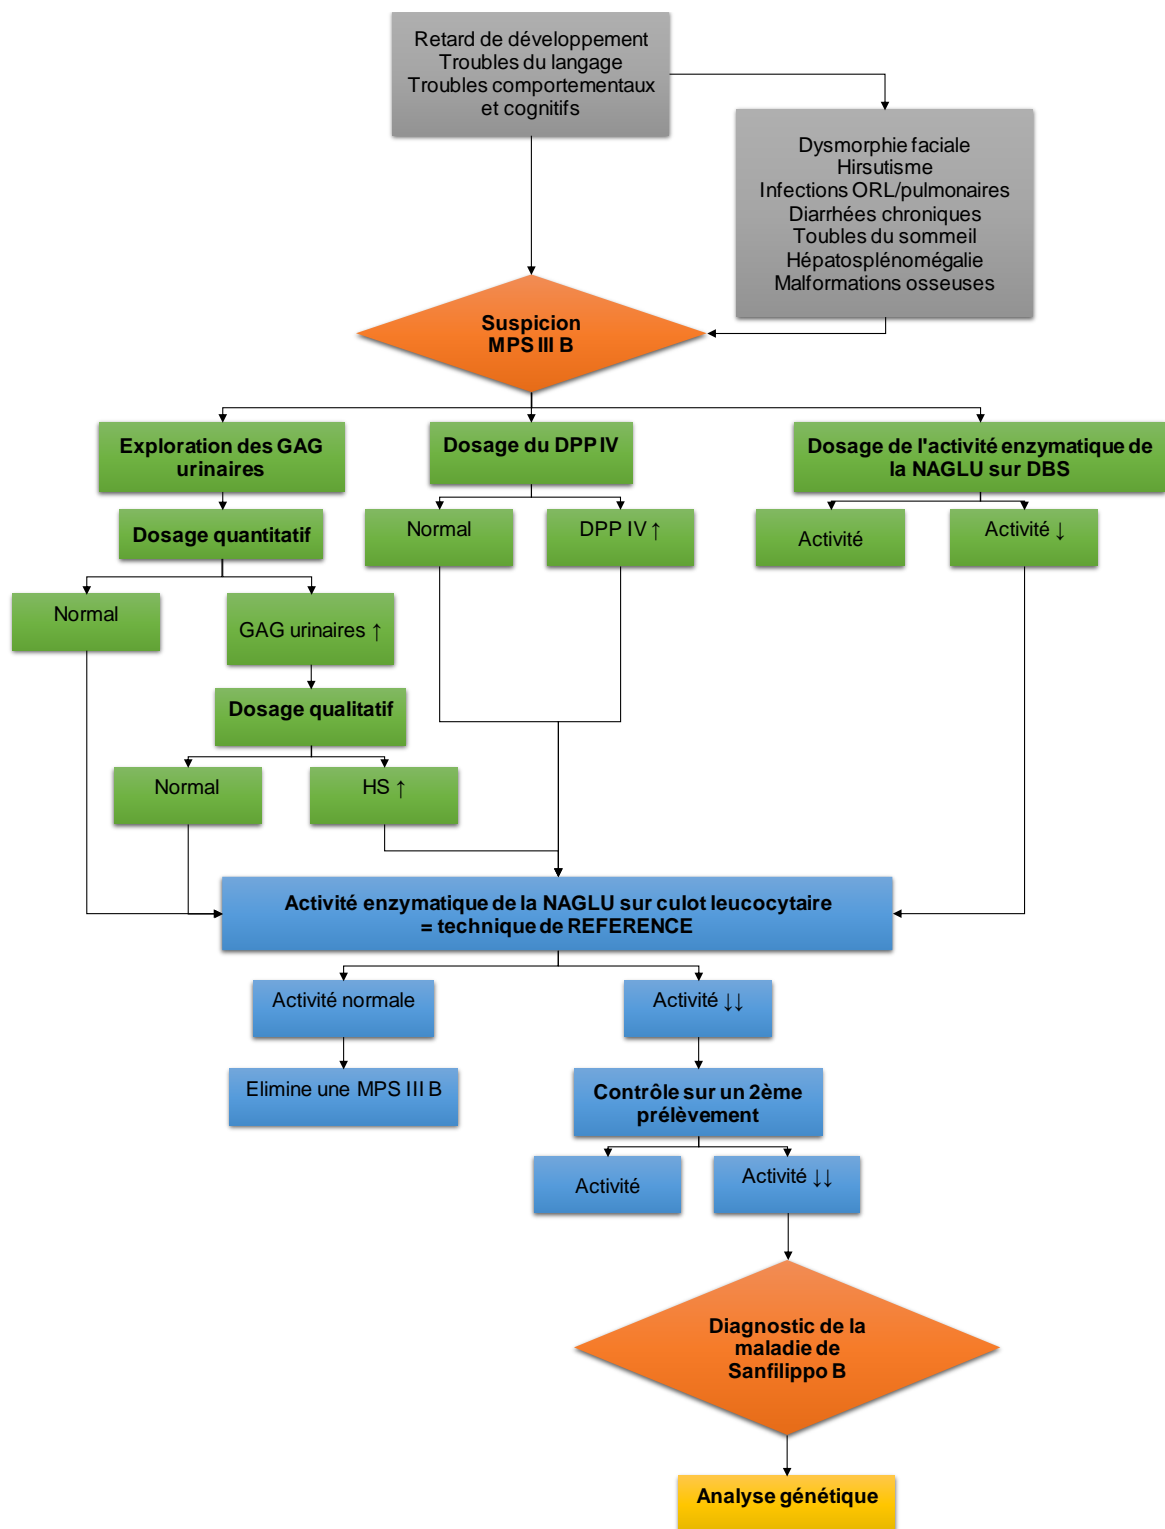 Retard de développement
Troubles du langage
Troubles comportementaux
et cognitifs
Dysmorphie faciale
Hirsutisme
Infections ORL/pulmonaires
Diarrhées chroniques
Toubles du sommeil
Hépatosplénomégalie
Malformations osseuses
Suspicion
MPS III B
Exploration des GAG
urinaires
Dosage du DPP IV
Dosage de l'activité enzymatique de
la NAGLU sur DBS
Dosage quantitatif
Normal
DPP IV ↑
Activité
Activité ↓
Normal
GAG urinaires ↑
Dosage qualitatif
Normal
HS ↑
Activité enzymatique de la NAGLU sur culot leucocytaire
= technique de REFERENCE
Activité normale
Activité ↓↓
Elimine une MPS III B
Contrôle sur un 2ème
prélèvement
Activité
Activité ↓↓
Diagnostic de la
maladie de
Sanfilippo B
Analyse génétique